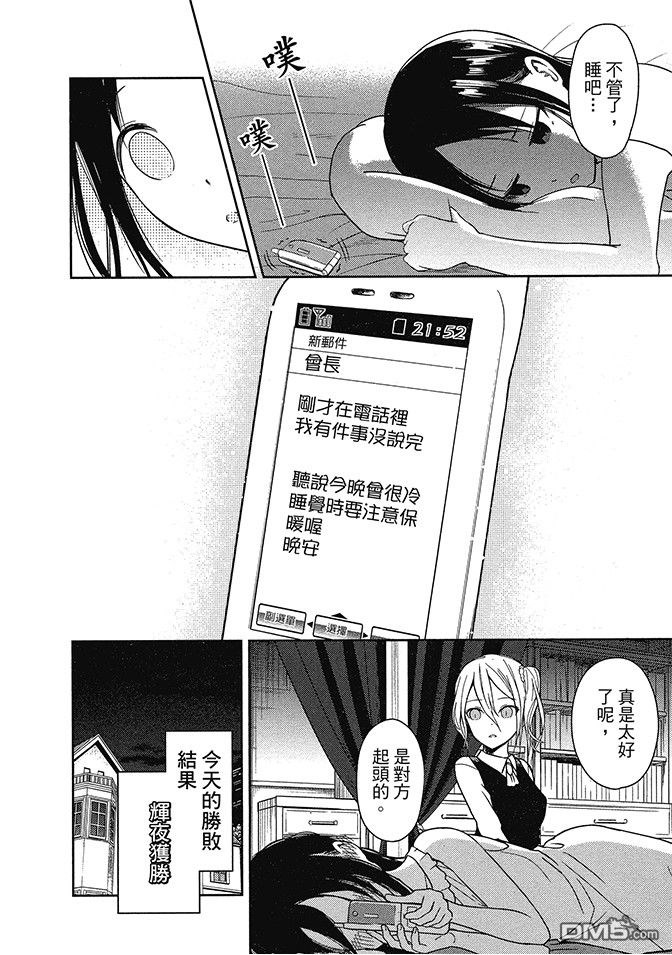 不管了，
睡吧…
噗
噗
21:52
新郵件
會長
剛才在電話裡
我有件事沒說完
聽說今晚會很冷
睡覺時要注意保
暖喔
晚安
副選單
選擇
真是太好
了呢，
是對方
起頭的。
今天的勝敗
結果
輝夜獲勝
DM5.com